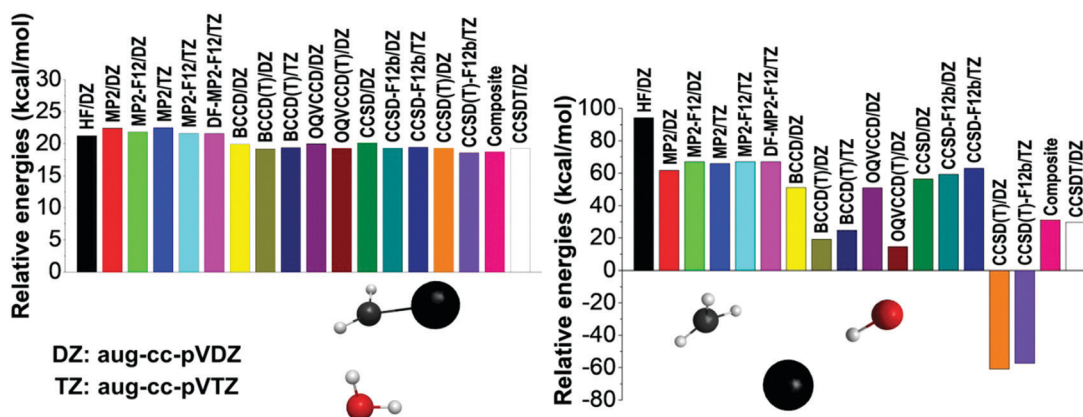 Relative energies (kcal/mol)
30
25
20
15
10
5
0
HF/DZ
MP2/DZ
MP2-F12/DZ
MP2/TZ
MP2-F12/TZ
DF-MP2-F12/TZ
BCCD/DZ
BCCD(T)/DZ
BCCD(T)/TZ
OQVCCD/DZ
OQVCCD(T)/DZ
CCSD/DZ
CCSD-F12b/DZ
CCSD-F12b/TZ
CCSD(T)/DZ
CCSD(T)-F12b/TZ
Composite
CCSDT/DZ
DZ: aug-cc-pVDZ
TZ: aug-cc-pVTZ
Relative energies (kcal/mol)
100
80
60
40
20
0
-20
-40
-60
-80
HF/DZ
MP2/DZ
MP2-F12/DZ
MP2/TZ
MP2-F12/TZ
DF-MP2-F12/TZ
BCCD/DZ
BCCD(T)/DZ
BCCD(T)/TZ
OQVCCD/DZ
OQVCCD(T)/DZ
CCSD/DZ
CCSD-F12b/DZ
CCSD-F12b/TZ
CCSD(T)/DZ
CCSD(T)-F12b/TZ
Composite
CCSDT/DZ